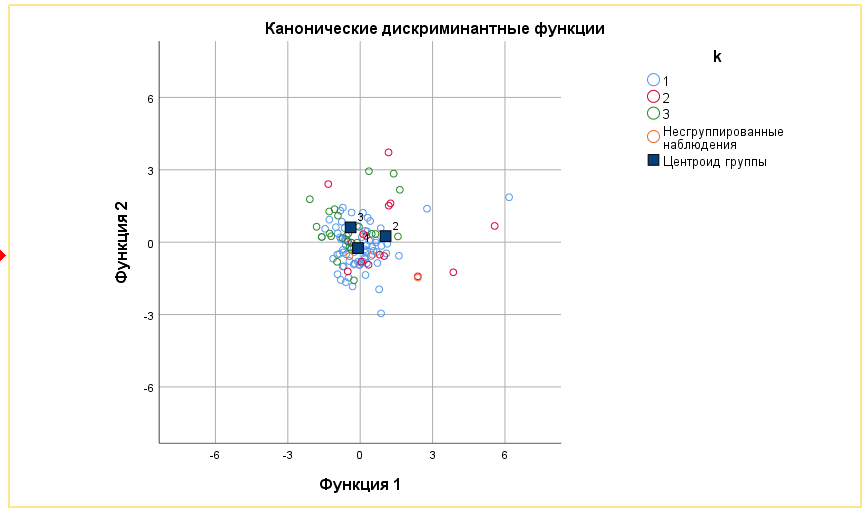 Канонические дискриминантные функции
k
1
2
3
Несгруппированные
наблюдения
Центроид группы
Функция 2
6
3
0
-3
-6
3
2
1
-6
-3
0
3
6
Функция 1